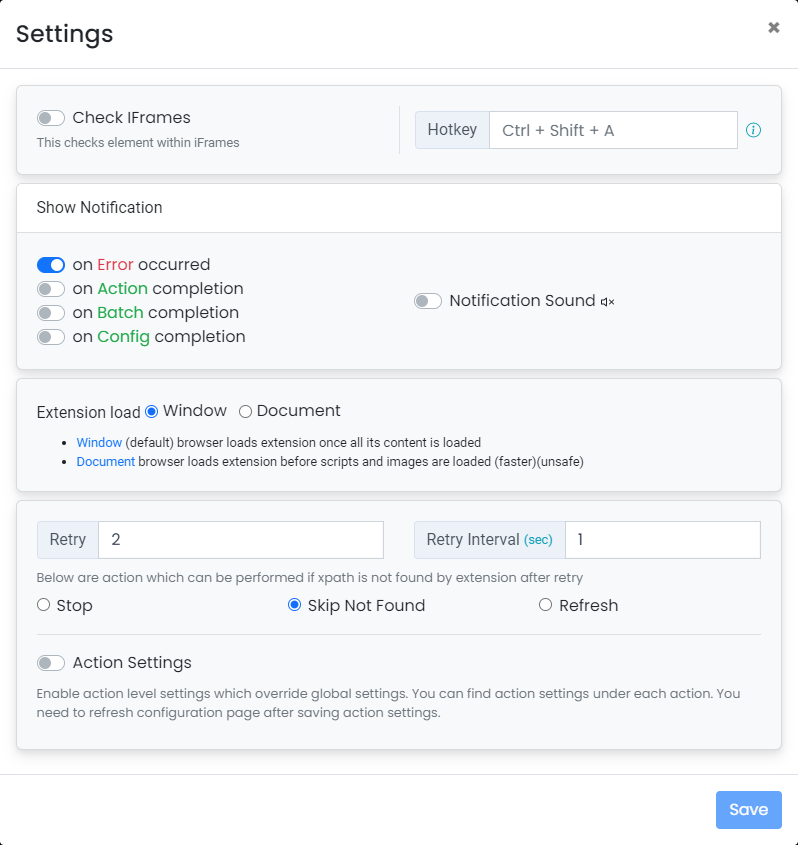 Settings
Check IFrames
This checks element within iFrames
Hotkey Ctrl + Shift + A
Show Notification
on Error occurred
on Action completion
on Batch completion
on Config completion
Notification Sound
Extension load Window Document
Window (default) browser loads extension once all its content is loaded
Document browser loads extension before scripts and images are loaded (faster)(unsafe)
Retry 2
Retry Interval (sec) 1
Below are action which can be performed if xpath is not found by extension after retry
Stop Skip Not Found Refresh
Action Settings
Enable action level settings which override global settings. You can find action settings under each action. You
need to refresh configuration page after saving action settings.
Save